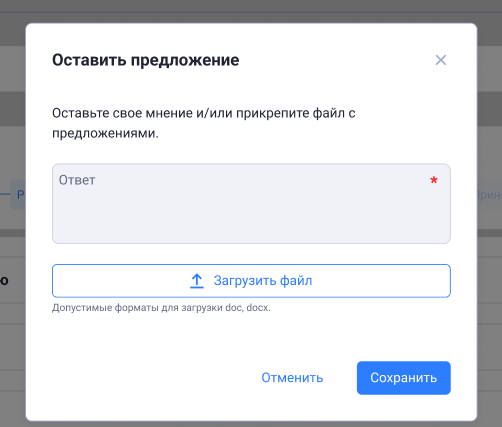 Оставить предложение
Оставьте свое мнение и/или прикрепите файл с
предложениями.
Ответ *
Загрузить файл
Допустимые форматы для загрузки doc, docx.
Отменить Сохранить